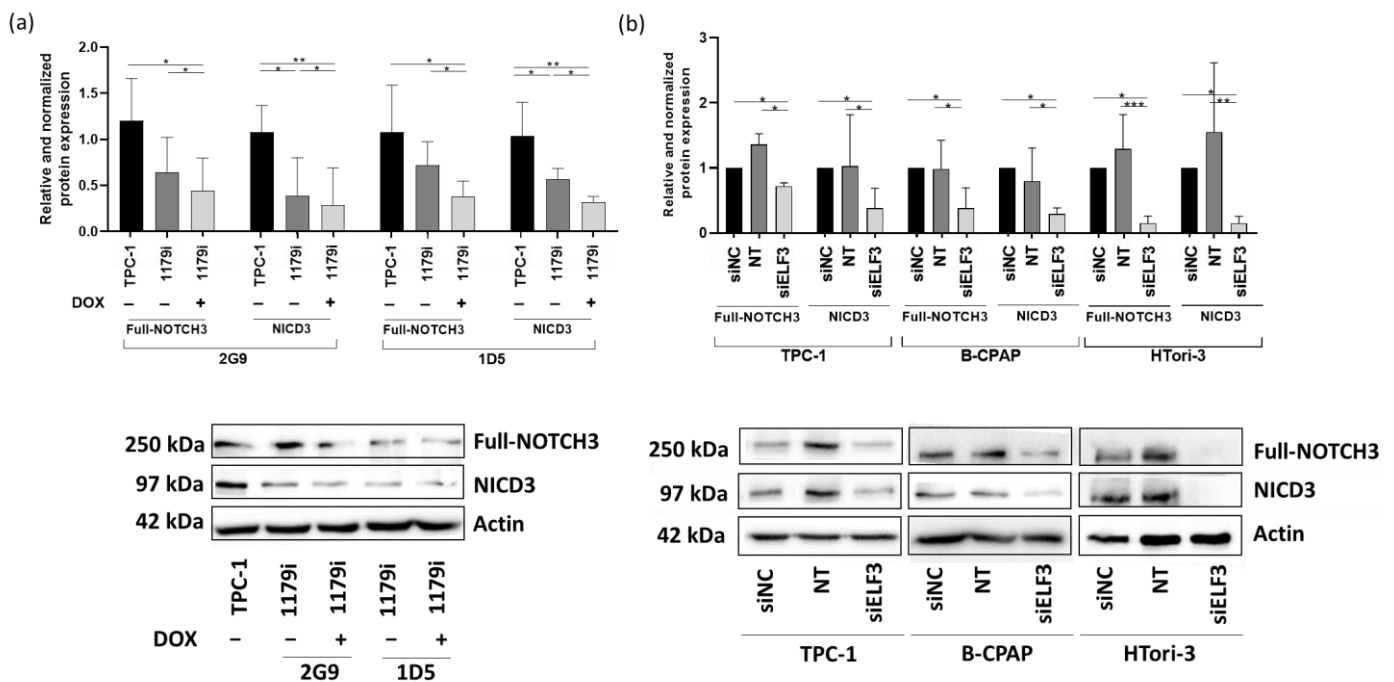 (a)
Relative and normalized
protein expression
2.0
1.5
1.0
0.5
0.0
* * ** * * * * ** * *
TPC-1 1179i 1179i TPC-1 1179i 1179i TPC-1 1179i 1179i TPC-1 1179i 1179i
DOX – – + – – + – – + – – +
Full-NOTCH3 NICD3 Full-NOTCH3 NICD3
2G9 1D5
250 kDa Full-NOTCH3
97 kDa NICD3
42 kDa Actin
TPC-1 1179i 1179i 1179i 1179i
DOX – – + – +
2G9 1D5
(b)
Relative and normalized
protein expression
3
2
1
0
* * * * * * * * * *** * **
siNC NT siELF3 siNC NT siELF3 siNC NT siELF3 siNC NT siELF3 siNC NT siELF3 siNC NT siELF3
Full-NOTCH3 NICD3 Full-NOTCH3 NICD3 Full-NOTCH3 NICD3
TPC-1 B-CPAP HTori-3
250 kDa Full-NOTCH3
97 kDa NICD3
42 kDa Actin
siNC NT siELF3 siNC NT siELF3 siNC NT siELF3
TPC-1 B-CPAP HTori-3